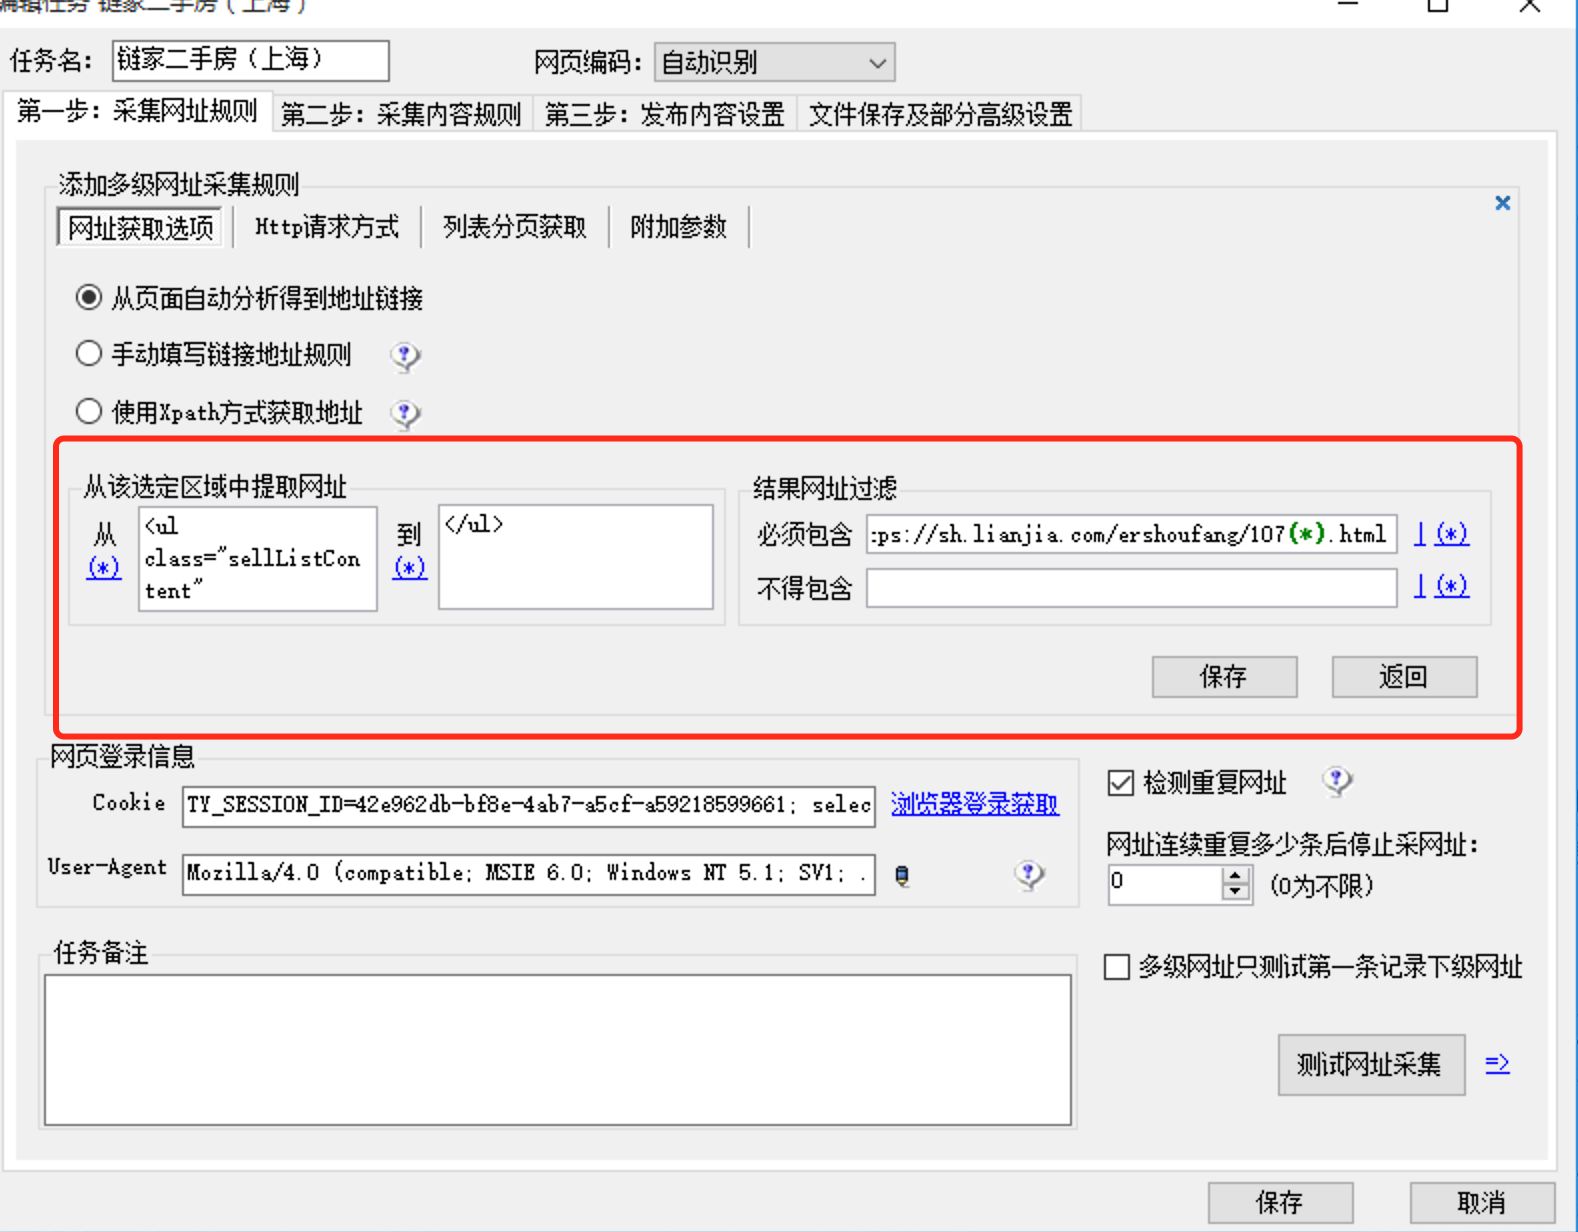 编辑任务 链家二手房（上海）
任务名： 链家二手房（上海） 网页编码： 自动识别
第一步：采集网址规则 第二步：采集内容规则 第三步：发布内容设置 文件保存及部分高级设置
添加多级网址采集规则
网址获取选项 Http请求方式 列表分页获取 附加参数
从页面自动分析得到地址链接
手动填写链接地址规则
使用Xpath方式获取地址
从该选定区域中提取网址
从 (*)
<ul
class="sellListCon
tent"
到 (*)
</ul>
结果网址过滤
必须包含 :ps://sh.lianjia.com/ershoufang/107(*).html | (*)
不得包含 | (*)
保存 返回
网页登录信息
Cookie TY_SESSION_ID=42e962db-bf8e-4ab7-a5cf-a59218599661; selec 浏览器登录获取
User-Agent Mozilla/4.0 (compatible; MSIE 6.0; Windows NT 5.1; SV1; .
检测重复网址
网址连续重复多少条后停止采网址：
0 (0为不限)
任务备注
多级网址只测试第一条记录下级网址
测试网址采集 =>
保存 取消